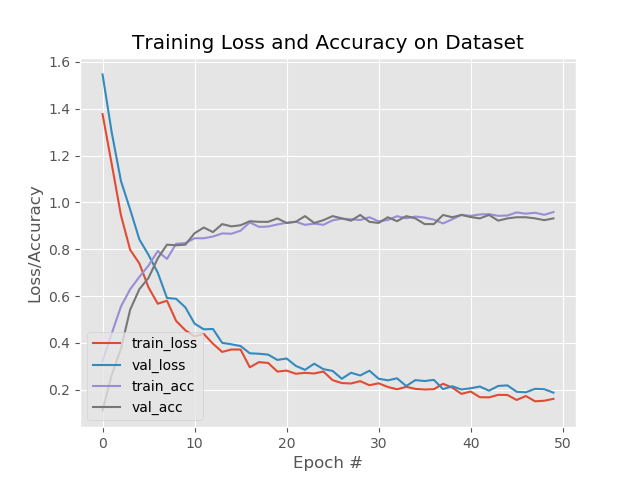 Training Loss and Accuracy on Dataset
1.6
1.4
1.2
1.0
0.8
0.6
0.4
0.2
Loss/Accuracy
train_loss
val_loss
train_acc
val_acc
0
10
20
30
40
50
Epoch #